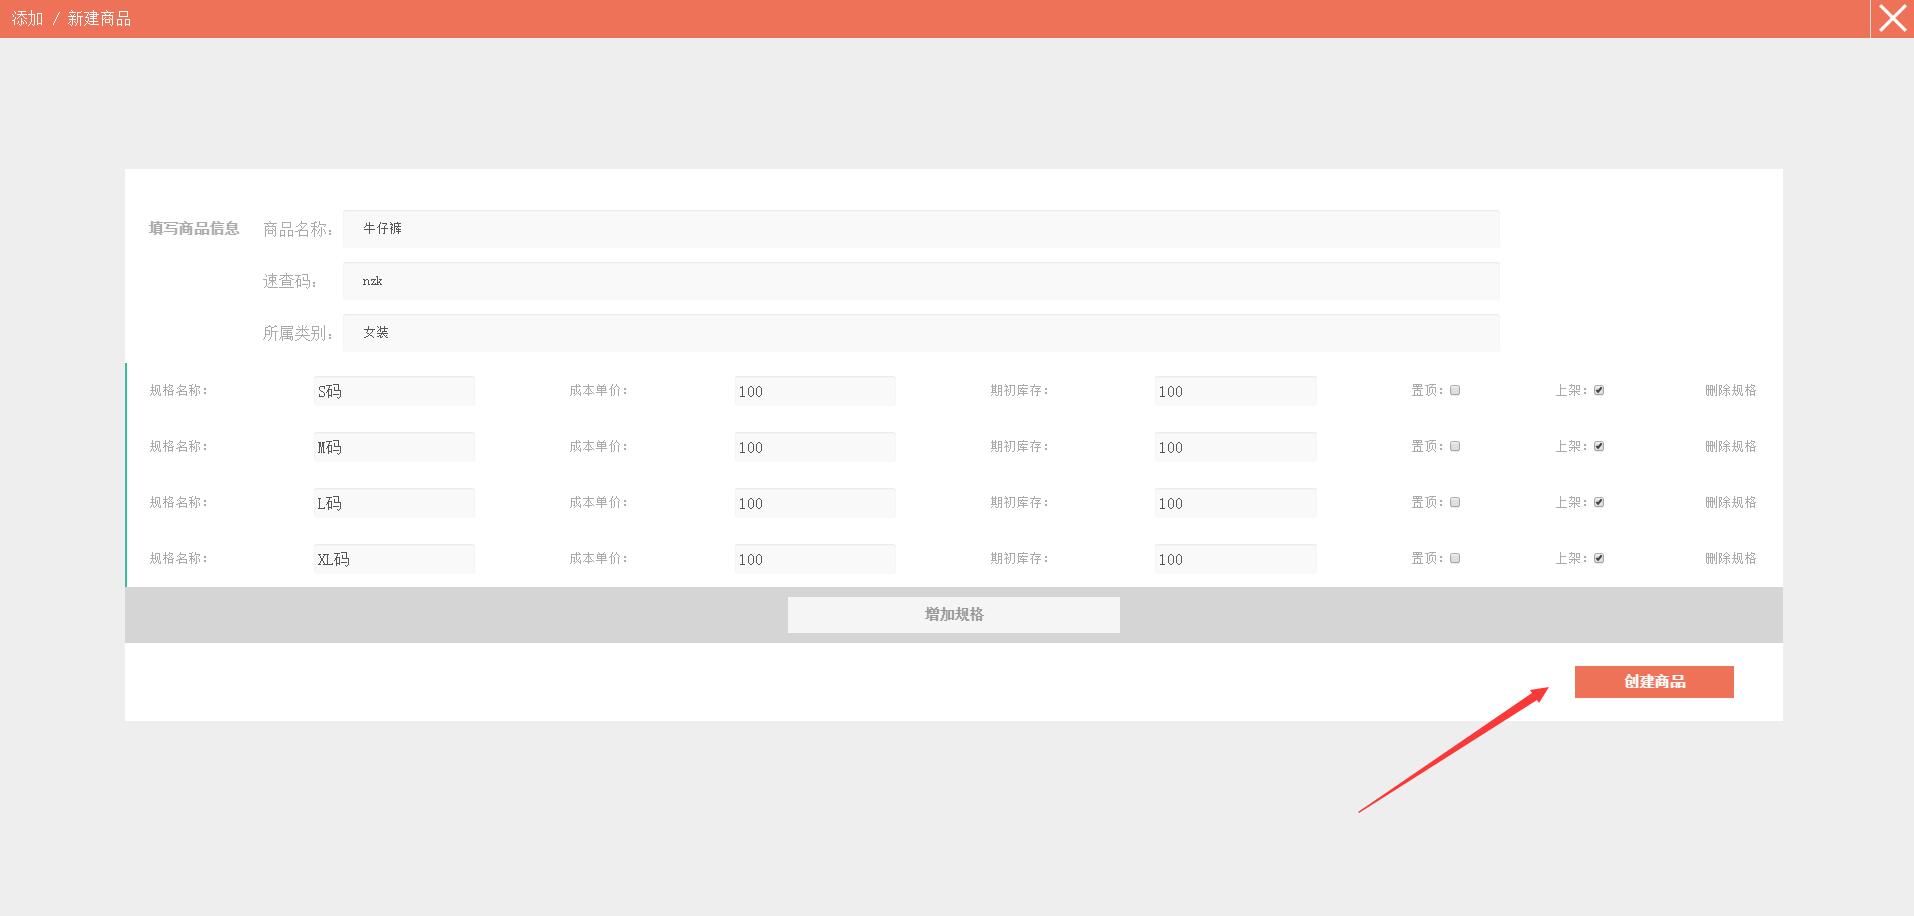 添加 / 新建商品
填写商品信息 商品名称： 牛仔裤
速查码： nzk
所属类别： 女装
规格名称： S码 成本单价： 100 期初库存： 100 置顶： 上架： 删除规格
规格名称： M码 成本单价： 100 期初库存： 100 置顶： 上架： 删除规格
规格名称： L码 成本单价： 100 期初库存： 100 置顶： 上架： 删除规格
规格名称： XL码 成本单价： 100 期初库存： 100 置顶： 上架： 删除规格
增加规格
创建商品